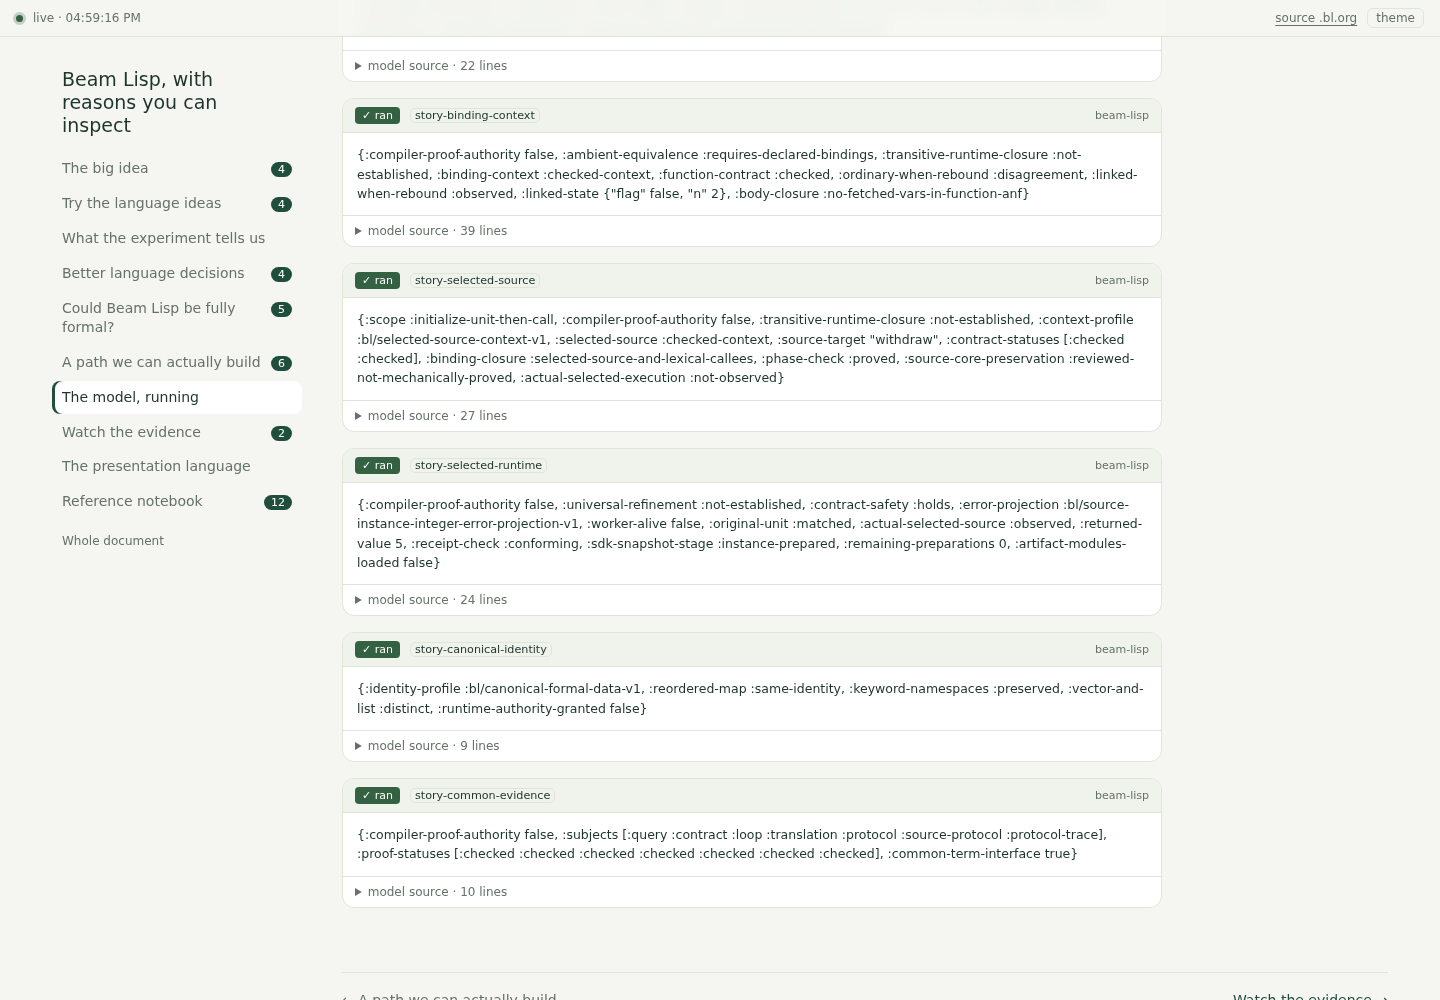 live · 04:59:16 PM
source .bl.org
theme
Beam Lisp, with
reasons you can
inspect
The big idea 4
Try the language ideas 4
What the experiment tells us
Better language decisions 4
Could Beam Lisp be fully
formal? 5
A path we can actually build 6
The model, running
Watch the evidence 2
The presentation language
Reference notebook 12
Whole document
▶ model source · 22 lines
✓ ran story-binding-context beam-lisp
{:compiler-proof-authority false, :ambient-equivalence :requires-declared-bindings, :transitive-runtime-closure :not-
established, :binding-context :checked-context, :function-contract :checked, :ordinary-when-rebound :disagreement, :linked-
when-rebound :observed, :linked-state {"flag" false, "n" 2}, :body-closure :no-fetched-vars-in-function-anf}
▶ model source · 39 lines
✓ ran story-selected-source beam-lisp
{:scope :initialize-unit-then-call, :compiler-proof-authority false, :transitive-runtime-closure :not-established, :context-profile
:bl/selected-source-context-v1, :selected-source :checked-context, :source-target "withdraw", :contract-statuses [:checked
:checked], :binding-closure :selected-source-and-lexical-callees, :phase-check :proved, :source-core-preservation :reviewed-
not-mechanically-proved, :actual-selected-execution :not-observed}
▶ model source · 27 lines
✓ ran story-selected-runtime beam-lisp
{:compiler-proof-authority false, :universal-refinement :not-established, :contract-safety :holds, :error-projection :bl/source-
instance-integer-error-projection-v1, :worker-alive false, :original-unit :matched, :actual-selected-source :observed, :returned-
value 5, :receipt-check :conforming, :sdk-snapshot-stage :instance-prepared, :remaining-preparations 0, :artifact-modules-
loaded false}
▶ model source · 24 lines
✓ ran story-canonical-identity beam-lisp
{:identity-profile :bl/canonical-formal-data-v1, :reordered-map :same-identity, :keyword-namespaces :preserved, :vector-and-
list :distinct, :runtime-authority-granted false}
▶ model source · 9 lines
✓ ran story-common-evidence beam-lisp
{:compiler-proof-authority false, :subjects [:query :contract :loop :translation :protocol :source-protocol :protocol-trace],
:proof-statuses [:checked :checked :checked :checked :checked :checked :checked], :common-term-interface true}
▶ model source · 10 lines
A path we can actually build
Watch the evidence